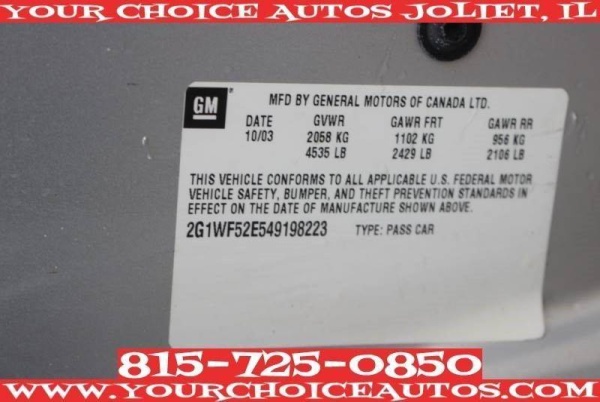 YOUR CHOICE AUTOS JOLIET, IL
GM
MFD BY GENERAL MOTORS OF CANADA LTD.
DATE GVWR GAWR FRT GAWR RR
10/03 2058 KG 1102 KG 956 KG
4535 LB 2429 LB 2106 LB
THIS VEHICLE CONFORMS TO ALL APPLICABLE U.S. FEDERAL MOTOR
VEHICLE SAFETY, BUMPER, AND THEFT PREVENTION STANDARDS IN
EFFECT ON THE DATE OF MANUFACTURE SHOWN ABOVE.
2G1WF52E549198223 TYPE: PASS CAR
815-725-0850
WWW.YOURCHOICEAUTOS.COM